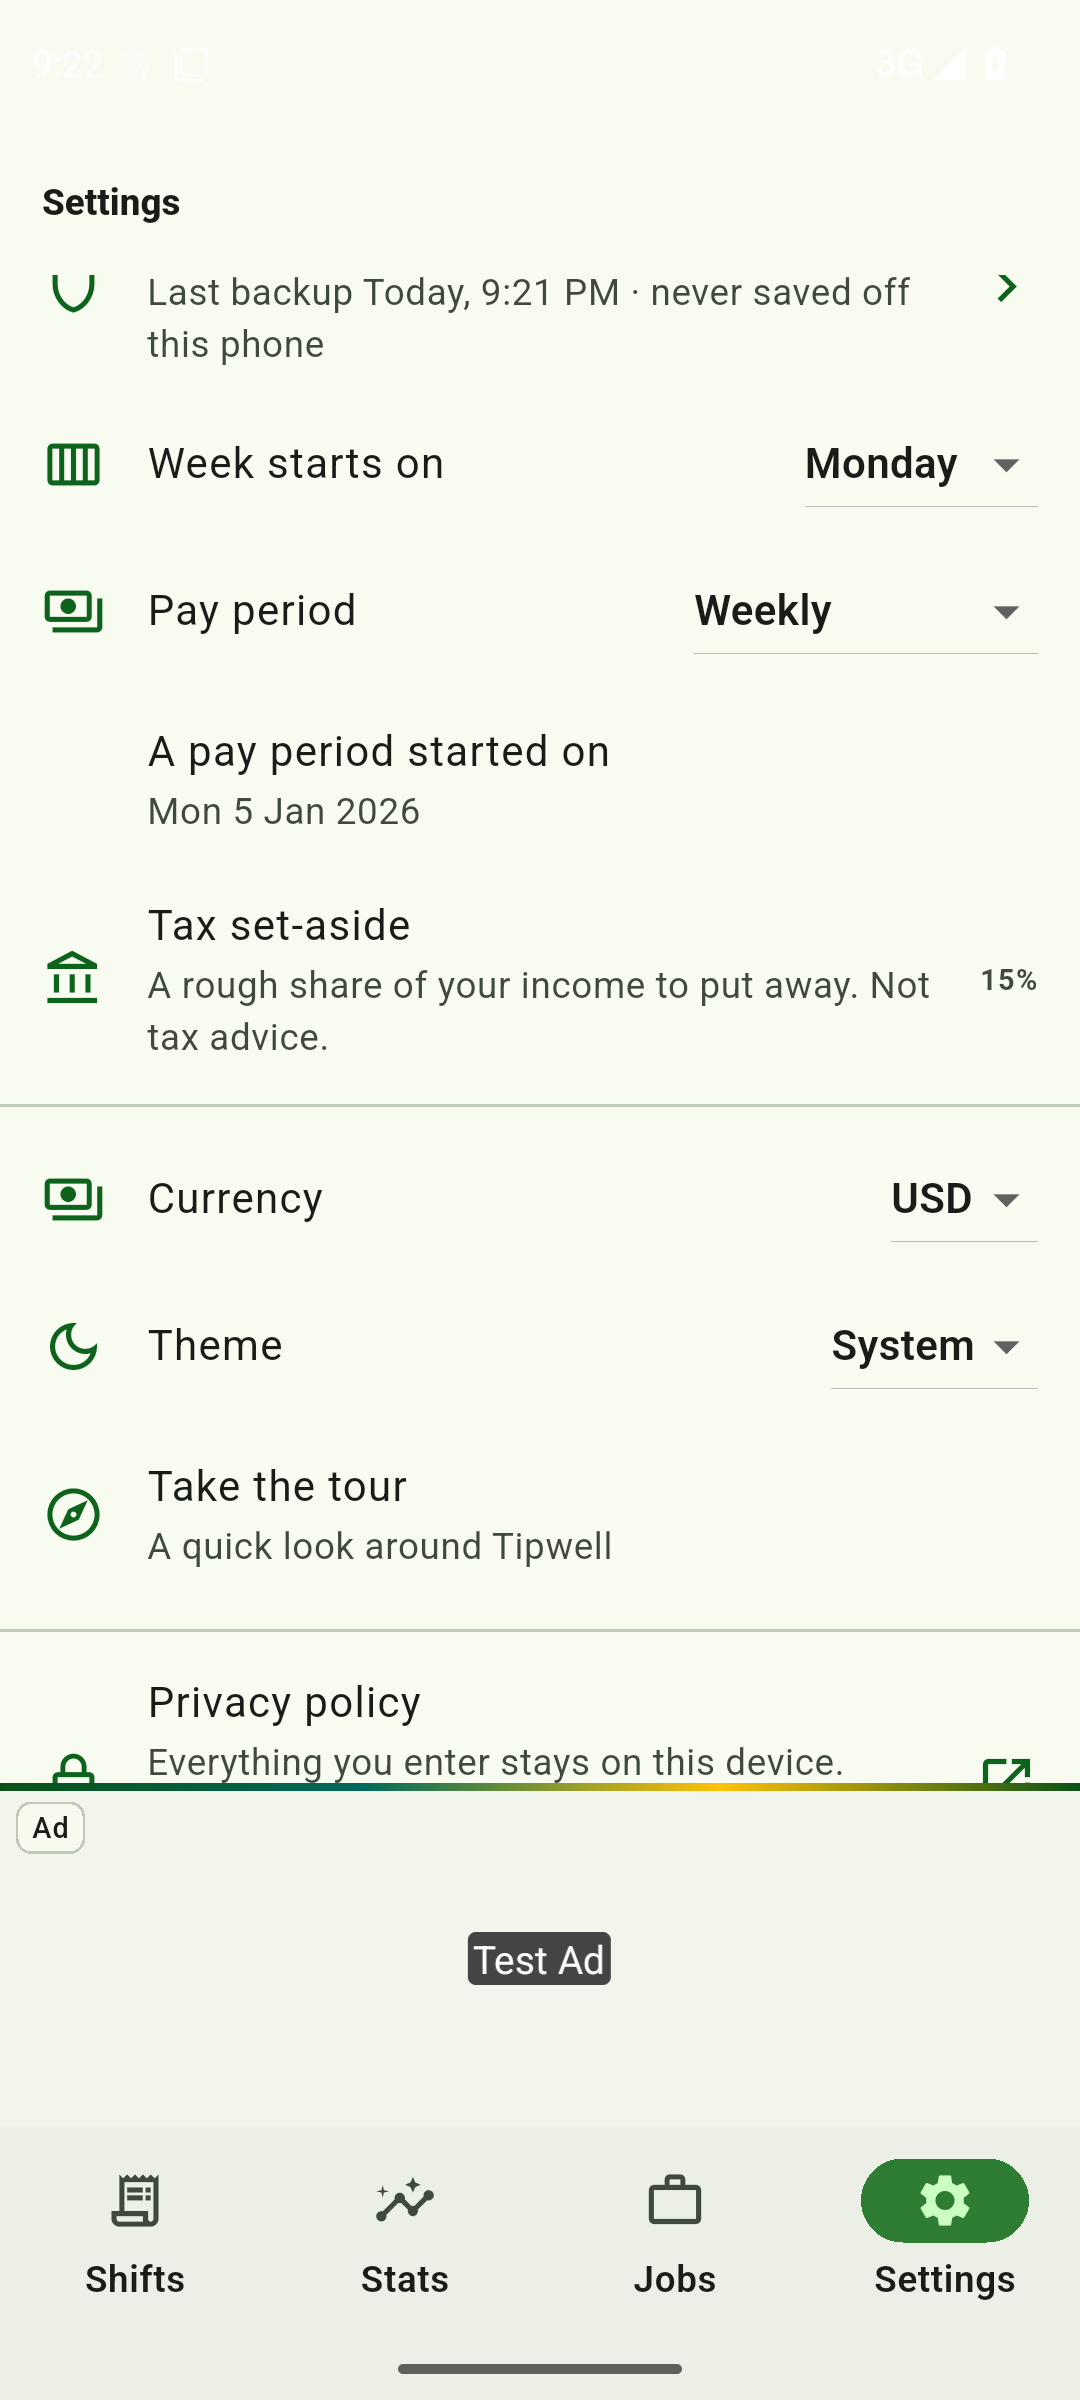 9:22
3G
Settings
Last backup Today, 9:21 PM · never saved off
this phone
Week starts on
Monday
Pay period
Weekly
A pay period started on
Mon 5 Jan 2026
Tax set-aside
A rough share of your income to put away. Not
tax advice.
15%
Currency
USD
Theme
System
Take the tour
A quick look around Tipwell
Privacy policy
Everything you enter stays on this device.
Ad
Test Ad
Shifts
Stats
Jobs
Settings